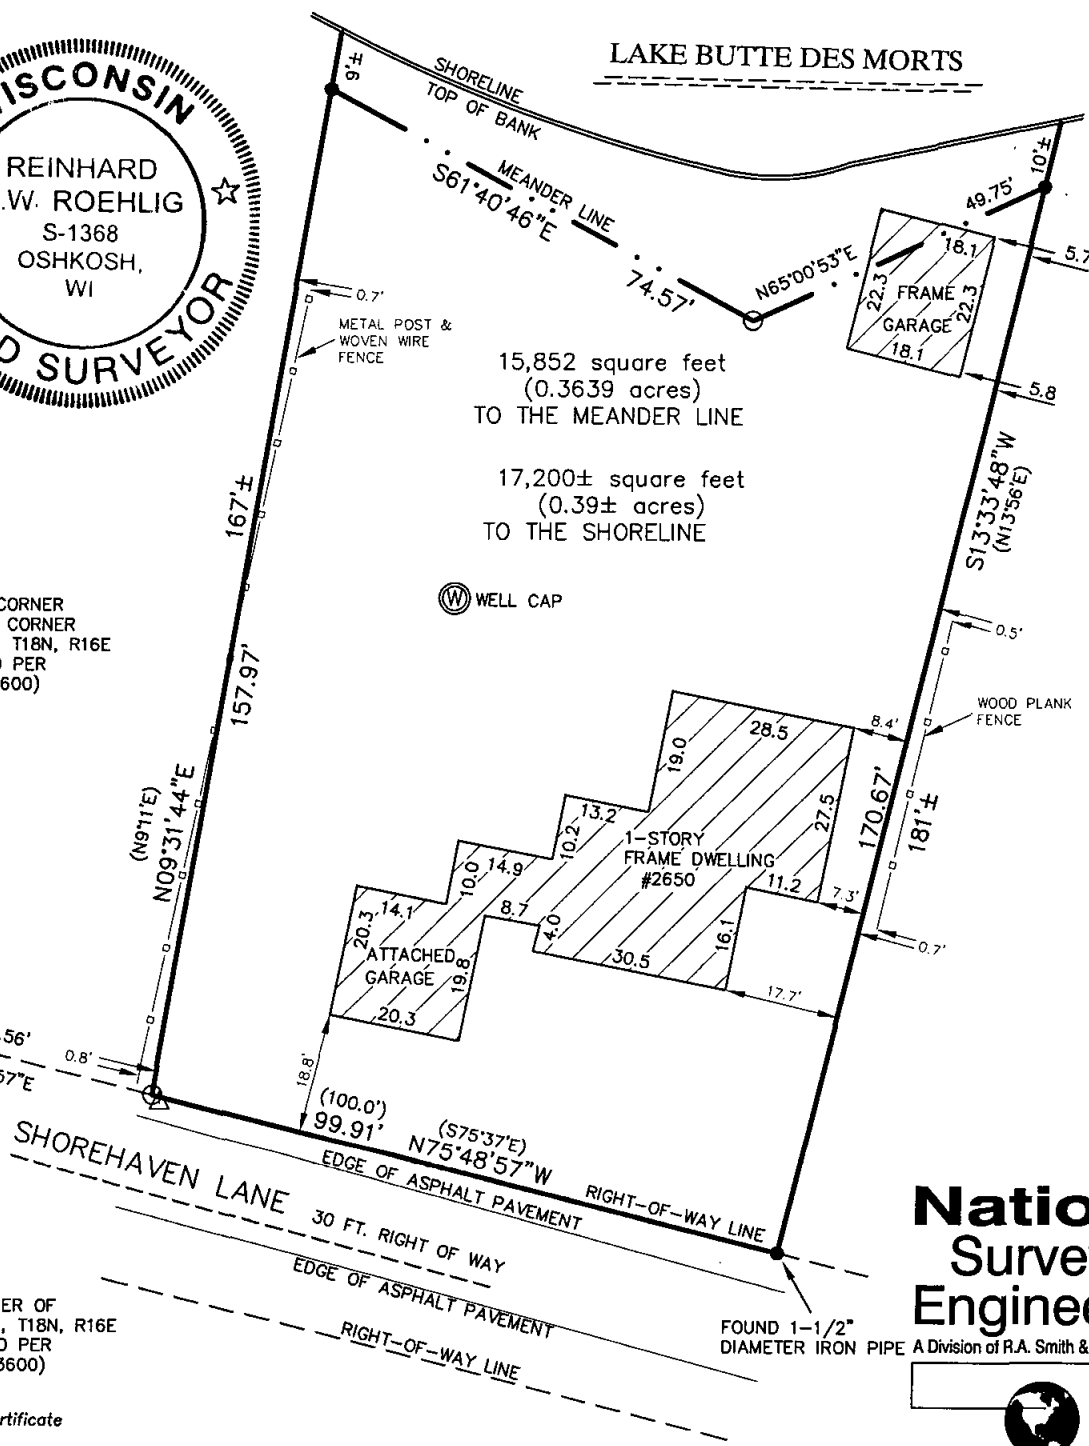 LAKE BUTTE DES MORTS
WISCONSIN
REINHARD
.W. ROEHLIG
S-1368
OSHKOSH,
WI
D SURVEYOR
9'±
SHORELINE
TOP OF BANK
MEANDER LINE
S61°40'46"E
74.57'
N65°00'53"E
49.75'
10'±
5.7
18.1
22.3
FRAME
GARAGE
22.3
18.1
5.8
0.7'
METAL POST &
WOVEN WIRE
FENCE
15,852 square feet
(0.3639 acres)
TO THE MEANDER LINE
17,200± square feet
(0.39± acres)
TO THE SHORELINE
S13°33'48"W
(N13°56'E)
167'±
157.97'
W WELL CAP
0.5'
WOOD PLANK
FENCE
CORNER
CORNER
T18N, R16E
PER
600)
(N9°11'E)
N09°31'44"E
28.5
8.4'
19.0
27.5
170.67'
181'±
13.2
10.2
1-STORY
FRAME DWELLING
#2650
14.9
10.0
11.2
7.3'
14.1
8.7
4.0
16.1
0.7'
20.3
ATTACHED
GARAGE
19.8
30.5
17.7'
20.3
18.8'
.56'
57"E
0.8'
(100.0')
99.91'
(S75°37'E)
N75°48'57"W
EDGE OF ASPHALT PAVEMENT
RIGHT-OF-WAY LINE
SHOREHAVEN LANE
30 FT. RIGHT OF WAY
EDGE OF ASPHALT PAVEMENT
RIGHT-OF-WAY LINE
FOUND 1-1/2"
DIAMETER IRON PIPE
ER OF
, T18N, R16E
PER
3600)
rtificate
Natio
Surve
Enginee
A Division of R.A. Smith &